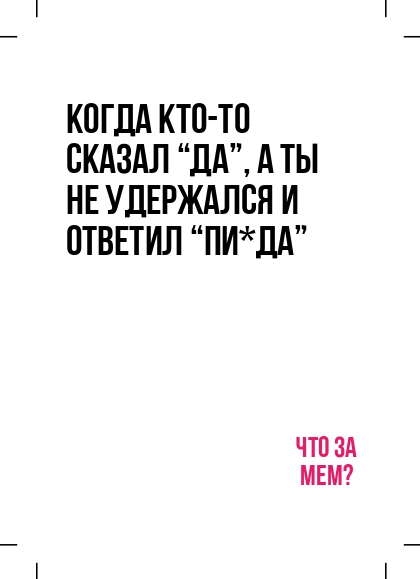 КОГДА КТО-ТО
СКАЗАЛ “ДА”, А ТЫ
НЕ УДЕРЖАЛСЯ И
ОТВЕТИЛ “ПИ*ДА”
ЧТО ЗА
МЕМ?